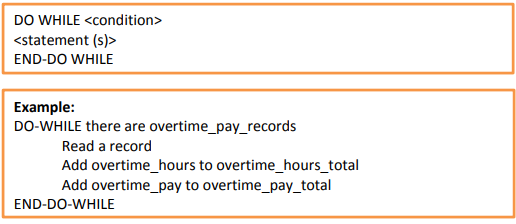 DO WHILE <condition>
<statement (s)>
END-DO WHILE
Example:
DO-WHILE there are overtime_pay_records
Read a record
Add overtime_hours to overtime_hours_total
Add overtime_pay to overtime_pay_total
END-DO-WHILE